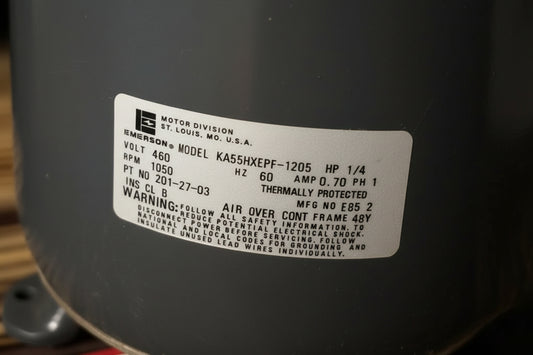 MOTOR DIVISION
ST. LOUIS, MO. U.S.A.
EMERSON® MODEL KA55HXEPF-1205 HP 1/4
VOLT 460 HZ 60 AMP 0.70 PH 1
RPM 1050 THERMALLY PROTECTED
PT NO 201-27-03 MFG NO E85 2
INS CL B AIR OVER CONT FRAME 48Y
WARNING: FOLLOW ALL SAFETY INFORMATION. TO
REDUCE POTENTIAL ELECTRICAL SHOCK,
DISCONNECT POWER BEFORE SERVICING. FOLLOW
NATIONAL AND LOCAL CODES FOR GROUNDING AND
INSULATE UNUSED LEAD WIRES INDIVIDUALLY.